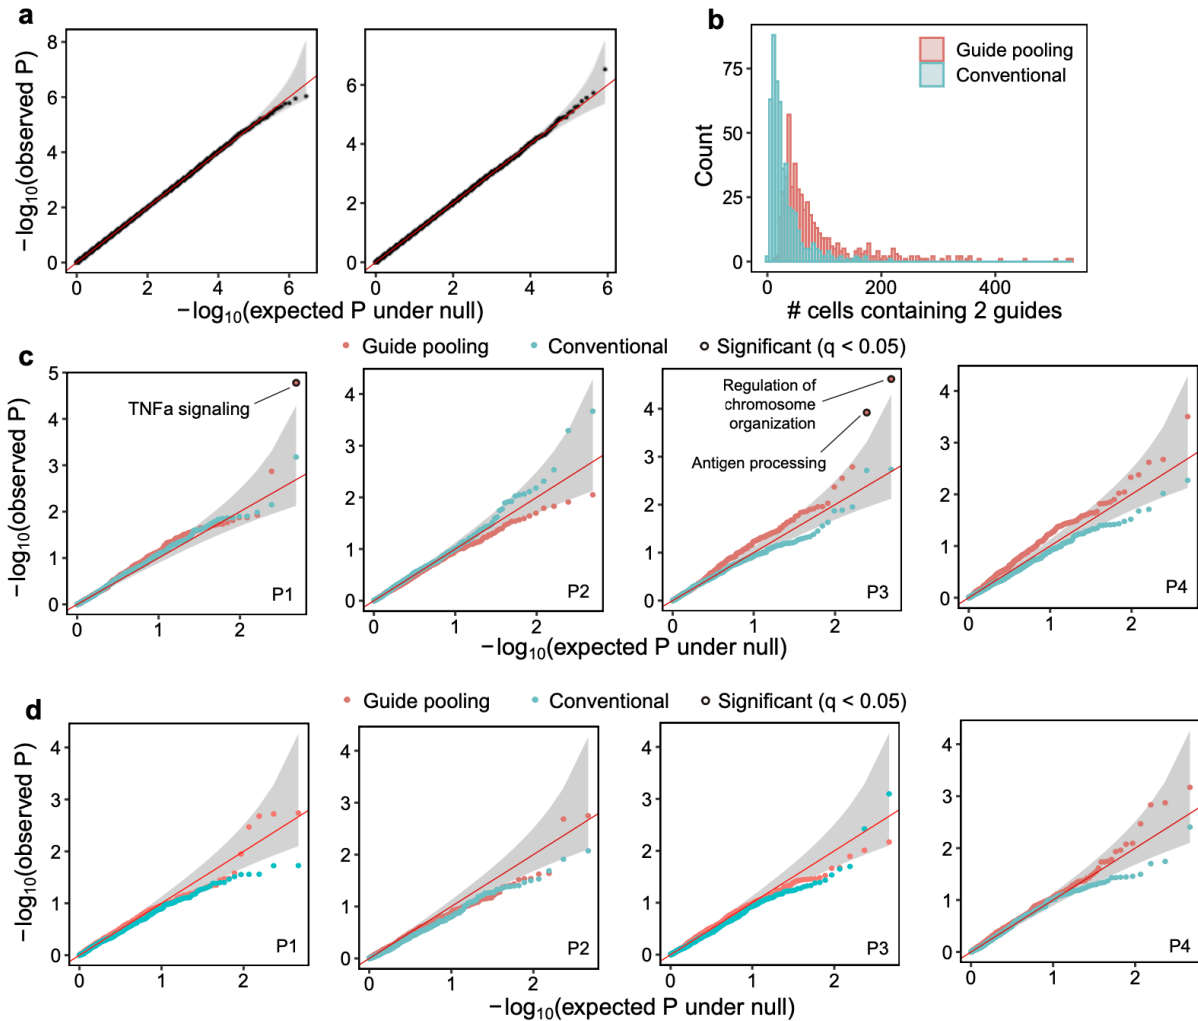 a
−log10(observed P)
8
6
4
2
0
0
2
4
6
6
4
2
0
0
2
4
6
−log10(expected P under null)
b
Count
75
50
25
0
0
200
400
# cells containing 2 guides
Guide pooling
Conventional
c
Guide pooling
Conventional
Significant (q < 0.05)
−log10(observed P)
5
4
3
2
1
0
0
1
2
TNFa signaling
P1
4
3
2
1
0
0
1
2
P2
4
3
2
1
0
0
1
2
Regulation of
chromosome
organization
Antigen processing
P3
4
3
2
1
0
0
1
2
P4
−log10(expected P under null)
d
Guide pooling
Conventional
Significant (q < 0.05)
−log10(observed P)
4
3
2
1
0
0
1
2
P1
4
3
2
1
0
0
1
2
P2
4
3
2
1
0
0
1
2
P3
4
3
2
1
0
0
1
2
P4
−log10(expected P under null)